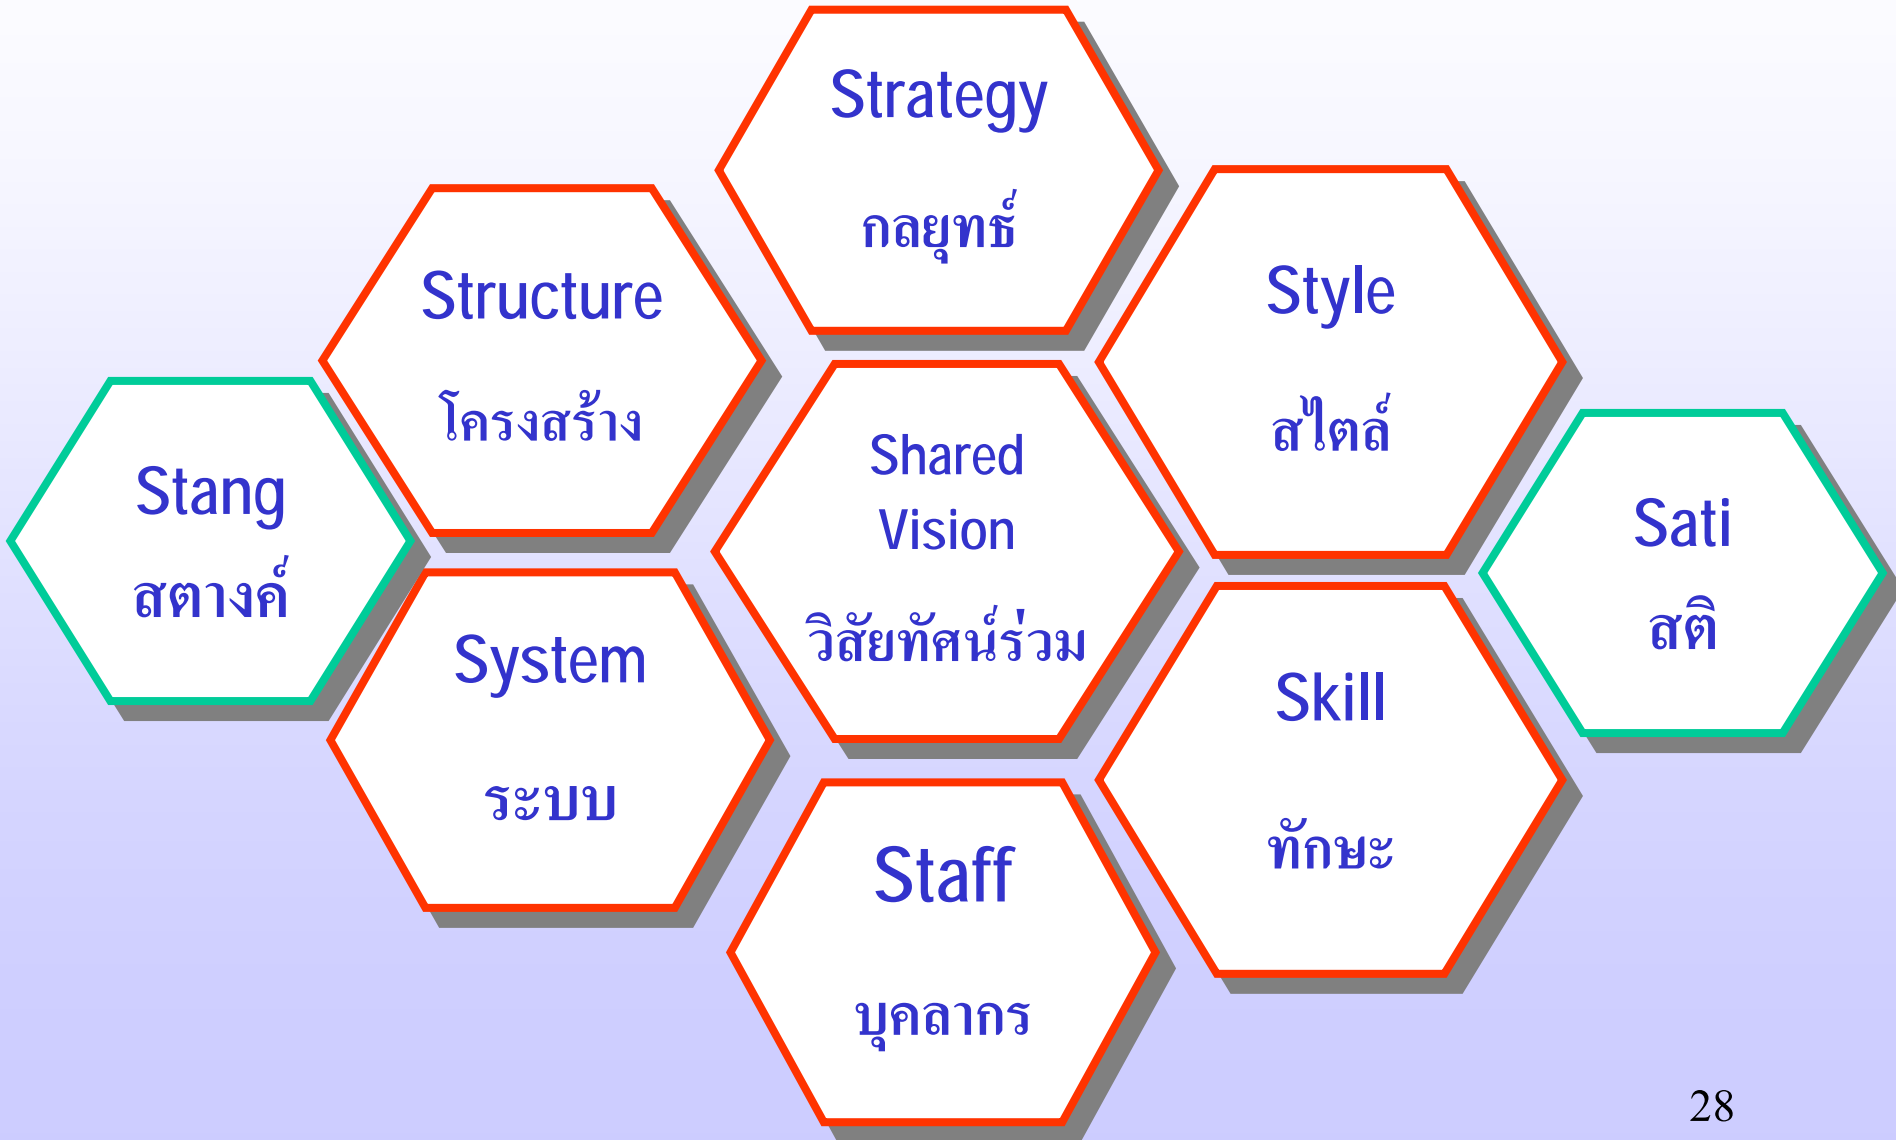 Strategy
กลยุทธ์
Structure
โครงสร้าง
Style
สไตล์
Stang
สตางค์
Shared
Vision
วิสัยทัศน์ร่วม
Sati
สติ
System
ระบบ
Skill
ทักษะ
Staff
บุคลากร
28